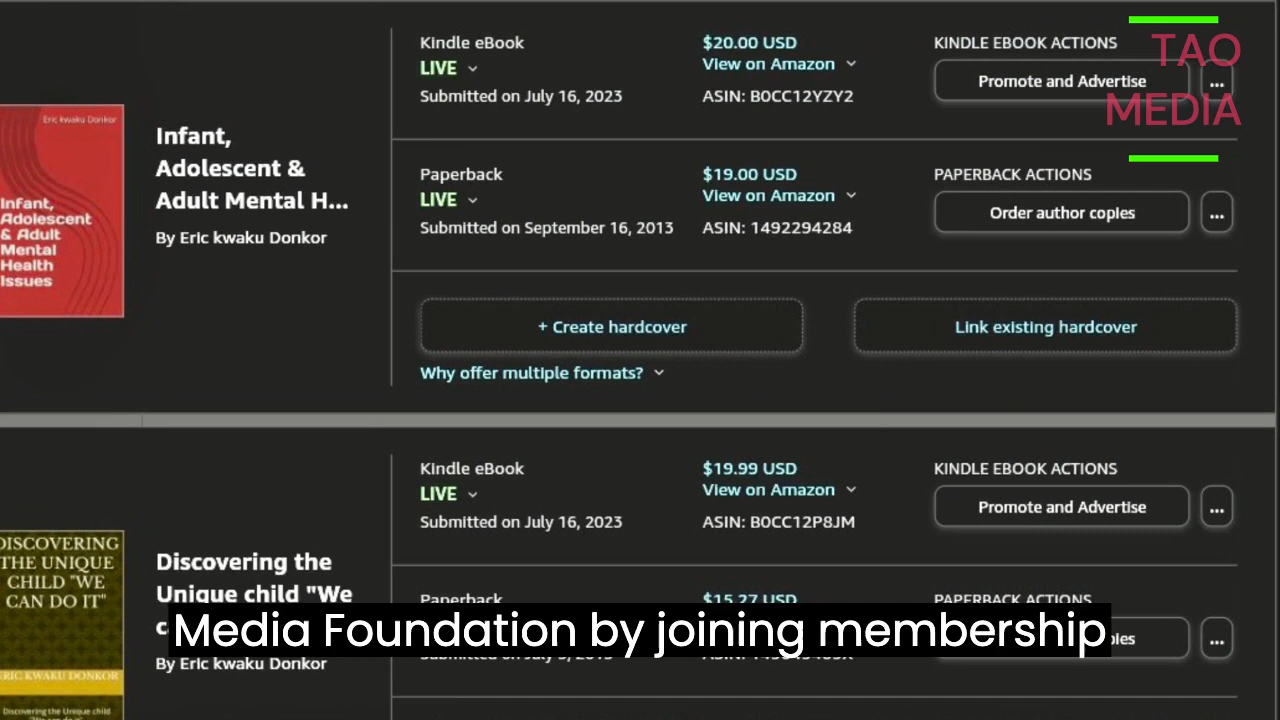 Kindle eBook
LIVE
Submitted on July 16, 2023
$20.00 USD
View on Amazon
ASIN: B0CC12YZY2
KINDLE EBOOK ACTIONS
Promote and Advertise
...
TAO
MEDIA
Eric kwaku Donkor
Infant,
Adolescent
& Adult
Mental
Health
Issues
Infant,
Adolescent &
Adult Mental H...
By Eric kwaku Donkor
Paperback
LIVE
Submitted on September 16, 2013
$19.00 USD
View on Amazon
ASIN: 1492294284
PAPERBACK ACTIONS
Order author copies
...
+ Create hardcover
Link existing hardcover
Why offer multiple formats?
Kindle eBook
LIVE
Submitted on July 16, 2023
$19.99 USD
View on Amazon
ASIN: B0CC12P8JM
KINDLE EBOOK ACTIONS
Promote and Advertise
...
DISCOVERING
THE UNIQUE
CHILD "WE
CAN DO IT"
ERIC KWAKU DONKOR
Discovering the Unique child
Discovering the
Unique child "We
By Eric kwaku Donkor
Paperback
$15.27 USD
PAPERBACK ACTIONS
...
Media Foundation by joining membership